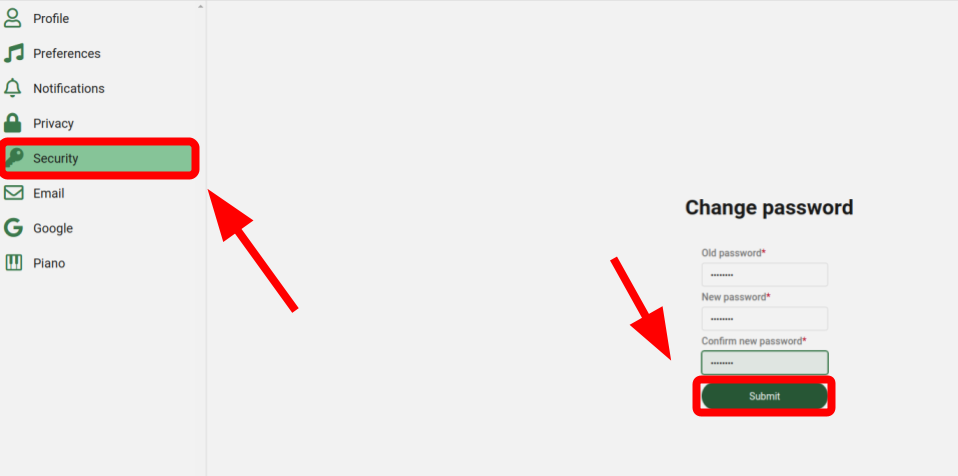 Profile
Preferences
Notifications
Privacy
Security
Email
Google
Piano
Change password
Old password*
••••••••
New password*
••••••••
Confirm new password*
••••••••
Submit